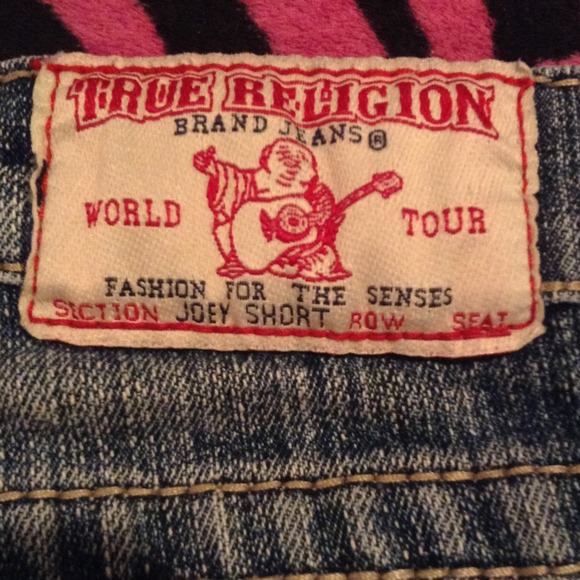 TRUE RELIGION
BRAND JEANS®
WORLD TOUR
FASHION FOR THE SENSES
SECTION JOEY SHORT ROW SEAT